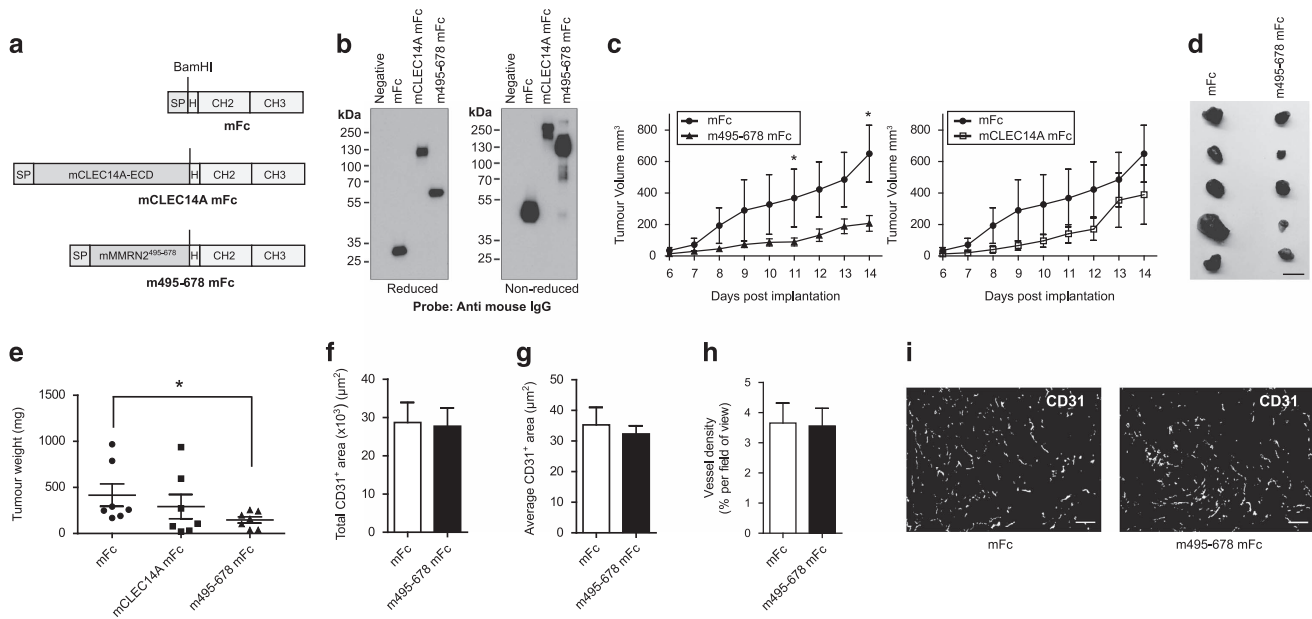 a
BamHI
SP H CH2 CH3
mFc
SP mCLEC14A-ECD H CH2 CH3
mCLEC14A mFc
SP mMMRN2495-678 H CH2 CH3
m495-678 mFc
b
Negative
mFc
mCLEC14A mFc
m495-678 mFc
kDa
250
130
100
70
55
35
25
Reduced
Negative
mFc
mCLEC14A mFc
m495-678 mFc
kDa
250
130
100
70
55
35
25
Non-reduced
Probe: Anti mouse IgG
c
Tumour Volume mm3
800
600
400
200
0
mFc
m495-678 mFc
*
*
6 7 8 9 10 11 12 13 14
Days post implantation
Tumour Volume mm3
800
600
400
200
0
mFc
mCLEC14A mFc
6 7 8 9 10 11 12 13 14
Days post implantation
d
mFc
m495-678 mFc
e
Tumour weight (mg)
1500
1000
500
0
*
mFc
mCLEC14A mFc
m495-678 mFc
f
Total CD31+ area (x103) (µm2)
40
30
20
10
0
mFc
m495-678 mFc
g
Average CD31+ area (µm2)
50
40
30
20
10
0
mFc
m495-678 mFc
h
Vessel density
(% per field of view)
5
4
3
2
1
0
mFc
m495-678 mFc
i
CD31
mFc
CD31
m495-678 mFc